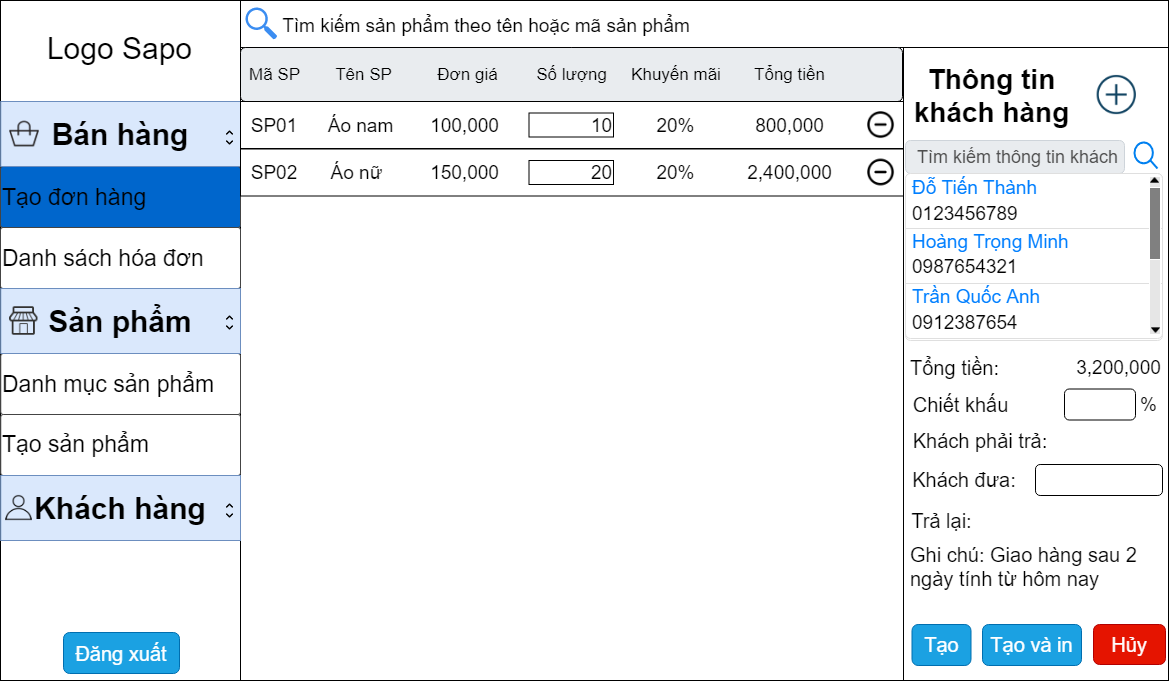 Logo Sapo
Bán hàng
Tạo đơn hàng
Danh sách hóa đơn
Sản phẩm
Danh mục sản phẩm
Tạo sản phẩm
Khách hàng
Đăng xuất
Tìm kiếm sản phẩm theo tên hoặc mã sản phẩm
Mã SP Tên SP Đơn giá Số lượng Khuyến mãi Tổng tiền
SP01 Áo nam 100,000 10 20% 800,000
SP02 Áo nữ 150,000 20 20% 2,400,000
Thông tin
khách hàng
Tìm kiếm thông tin khách
Đỗ Tiến Thành
0123456789
Hoàng Trọng Minh
0987654321
Trần Quốc Anh
0912387654
Tổng tiền: 3,200,000
Chiết khấu %
Khách phải trả:
Khách đưa:
Trả lại:
Ghi chú: Giao hàng sau 2
ngày tính từ hôm nay
Tạo Tạo và in Hủy